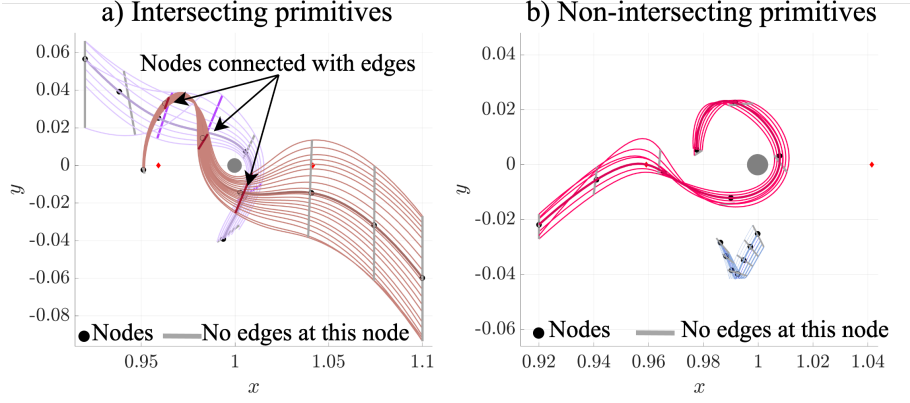 a) Intersecting primitives
0.06
0.04
0.02
0
-0.02
-0.04
-0.06
-0.08
y
Nodes connected with edges
Nodes
No edges at this node
0.95
1
1.05
1.1
x
b) Non-intersecting primitives
0.04
0.02
0
-0.02
-0.04
-0.06
y
Nodes
No edges at this node
0.92
0.94
0.96
0.98
1
1.02
1.04
x